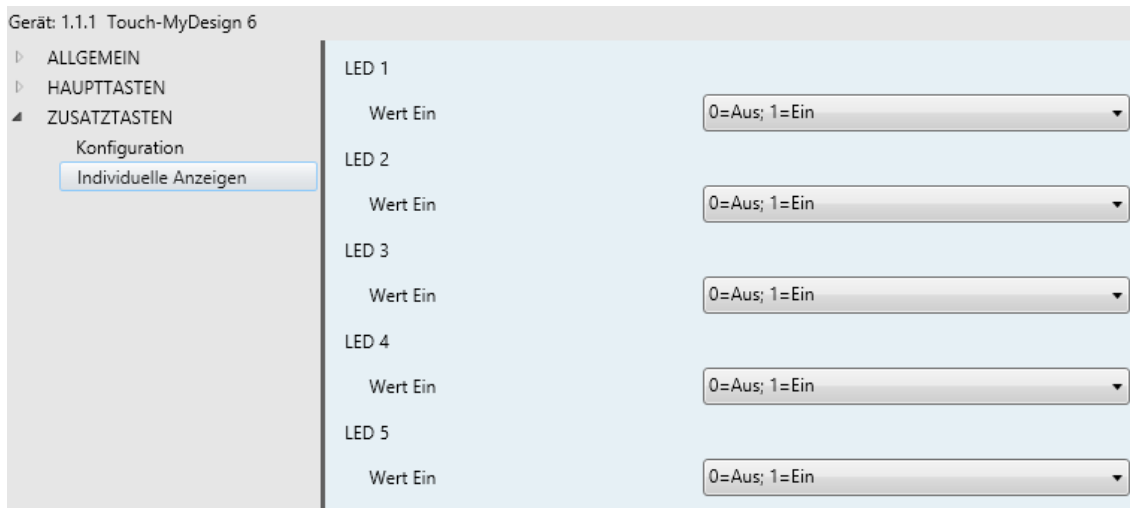 Gerät: 1.1.1 Touch-MyDesign 6
ALLGEMEIN
HAUPTTASTEN
ZUSATZTASTEN
Konfiguration
Individuelle Anzeigen
LED 1
Wert Ein 0=Aus; 1=Ein
LED 2
Wert Ein 0=Aus; 1=Ein
LED 3
Wert Ein 0=Aus; 1=Ein
LED 4
Wert Ein 0=Aus; 1=Ein
LED 5
Wert Ein 0=Aus; 1=Ein